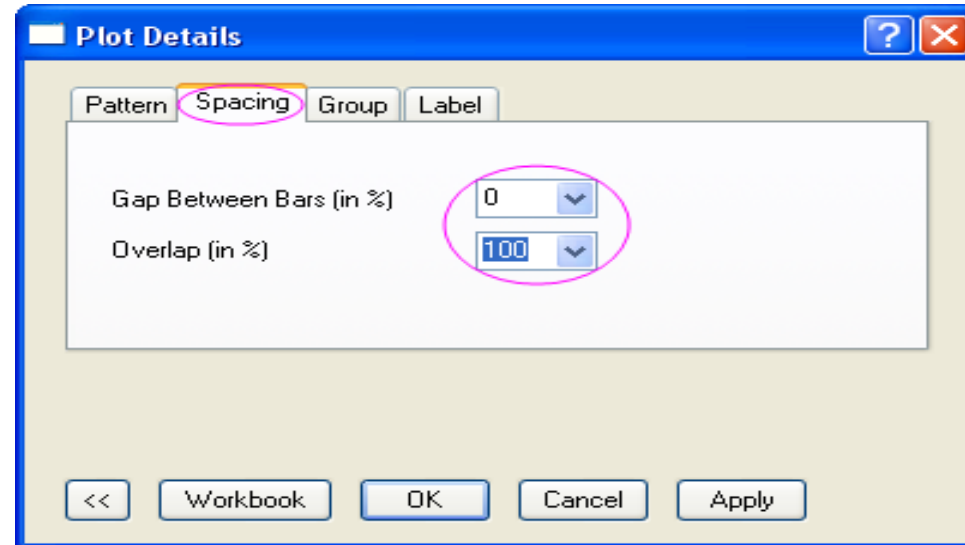 Plot Details
Pattern Spacing Group Label
Gap Between Bars (in %) 0
Overlap (in %) 100
<< Workbook OK Cancel Apply